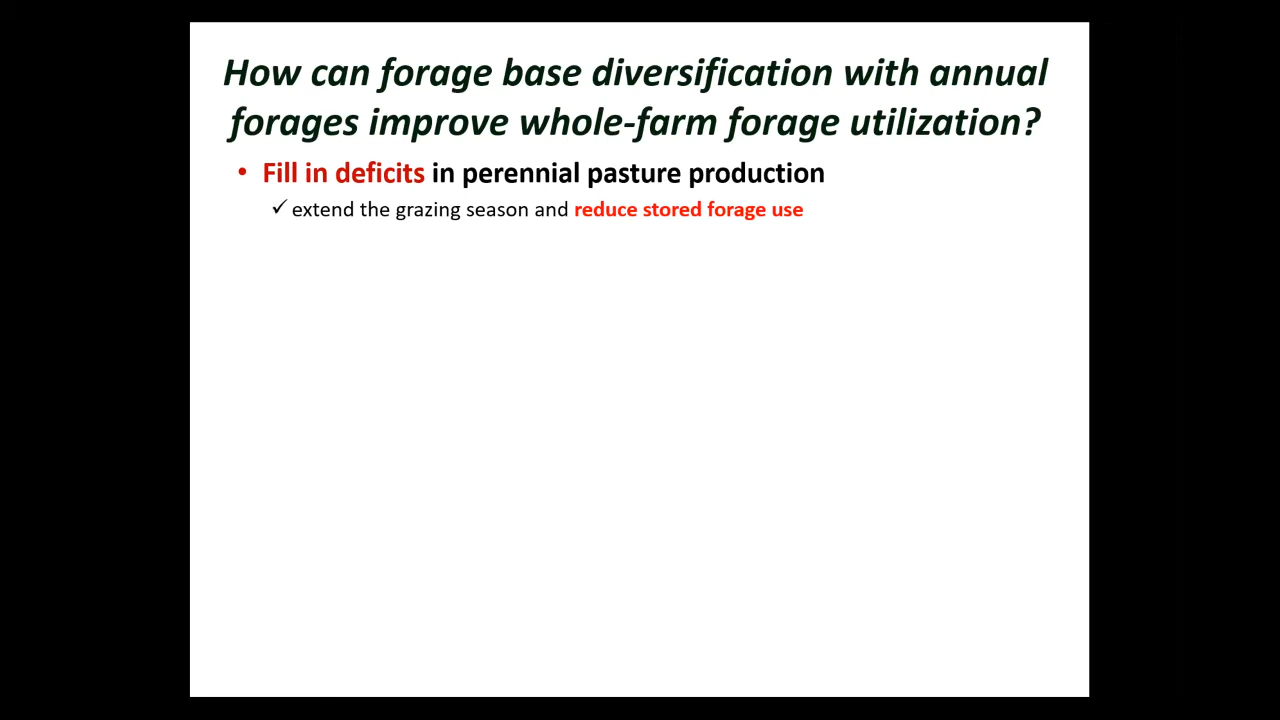 How can forage base diversification with annual
forages improve whole-farm forage utilization?
• Fill in deficits in perennial pasture production
✓ extend the grazing season and reduce stored forage use